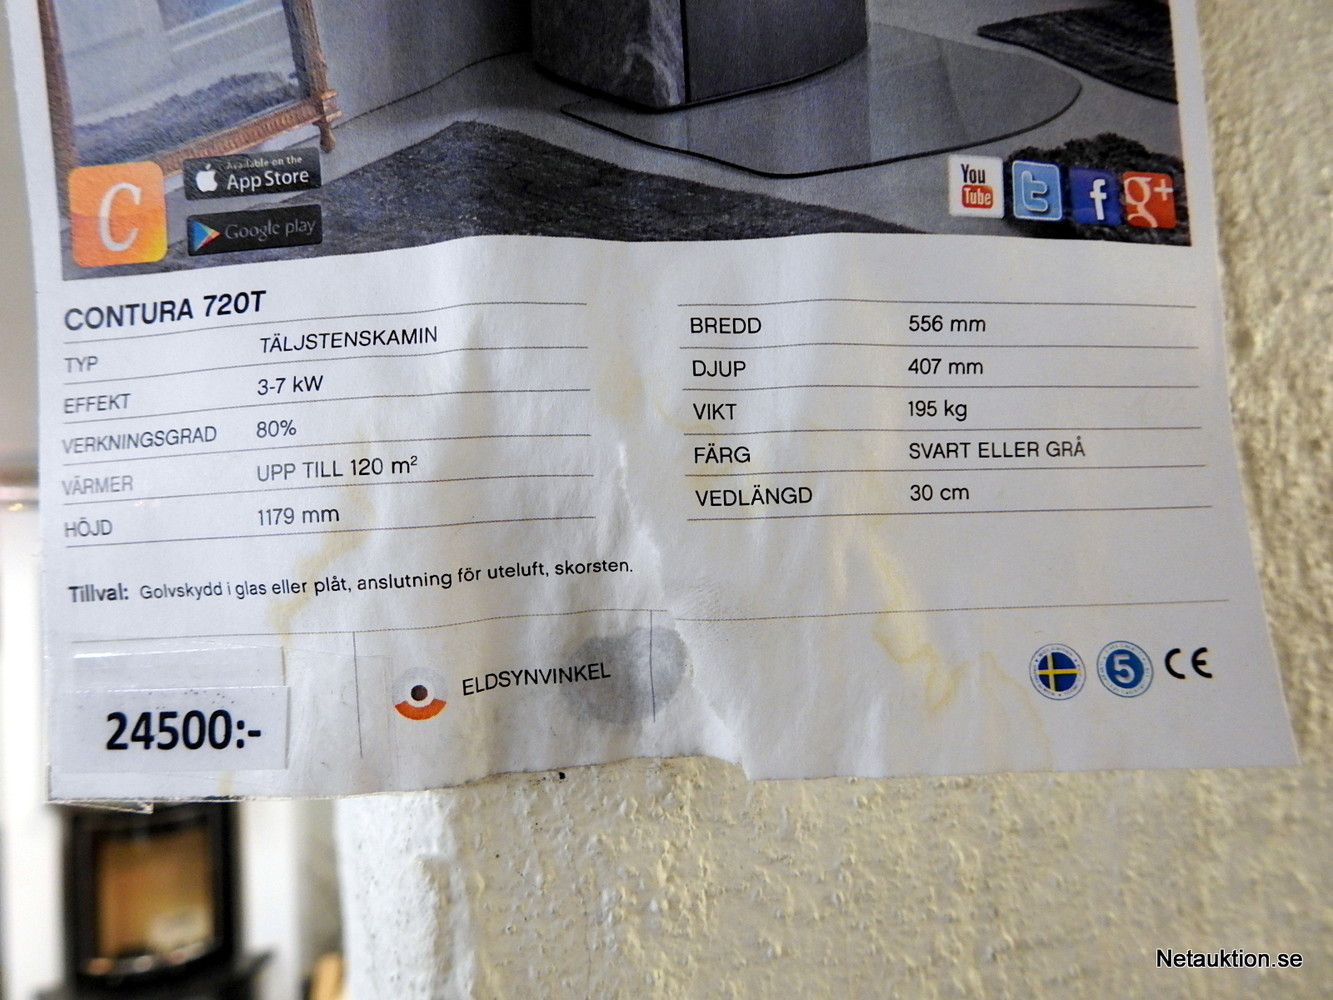 C
Available on the
App Store
Google play
You
Tube
t
f
g+
CONTURA 720T
TYP TÄLJSTENSKAMIN
EFFEKT 3-7 kW
VERKNINGSGRAD 80%
VÄRMER UPP TILL 120 m²
HÖJD 1179 mm
BREDD 556 mm
DJUP 407 mm
VIKT 195 kg
FÄRG SVART ELLER GRÅ
VEDLÄNGD 30 cm
Tillval: Golvskydd i glas eller plåt, anslutning för uteluft, skorsten.
24500:-
ELDSYNVINKEL
5
CE
Netauktion.se